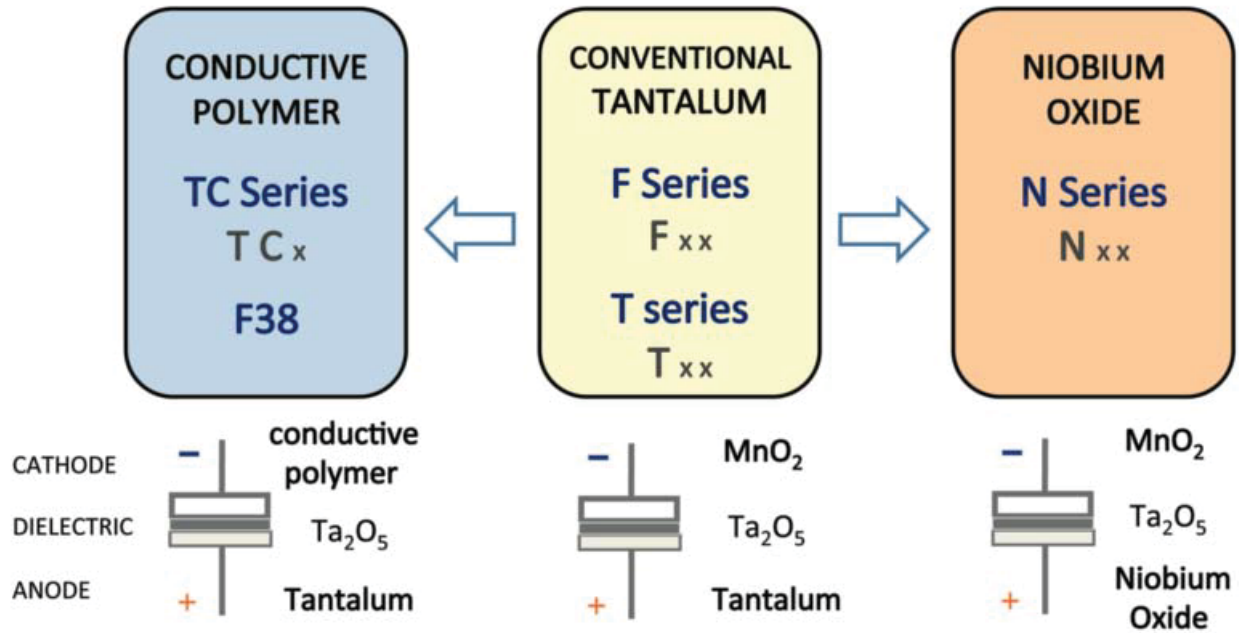 CONDUCTIVE
POLYMER
TC Series
T C x
F38
CONVENTIONAL
TANTALUM
F Series
F x x
T series
T x x
NIOBIUM
OXIDE
N Series
N x x
CATHODE
DIELECTRIC
ANODE
−
conductive
polymer
Ta₂O₅
+
Tantalum
−
MnO₂
Ta₂O₅
+
Tantalum
−
MnO₂
Ta₂O₅
+
Niobium
Oxide